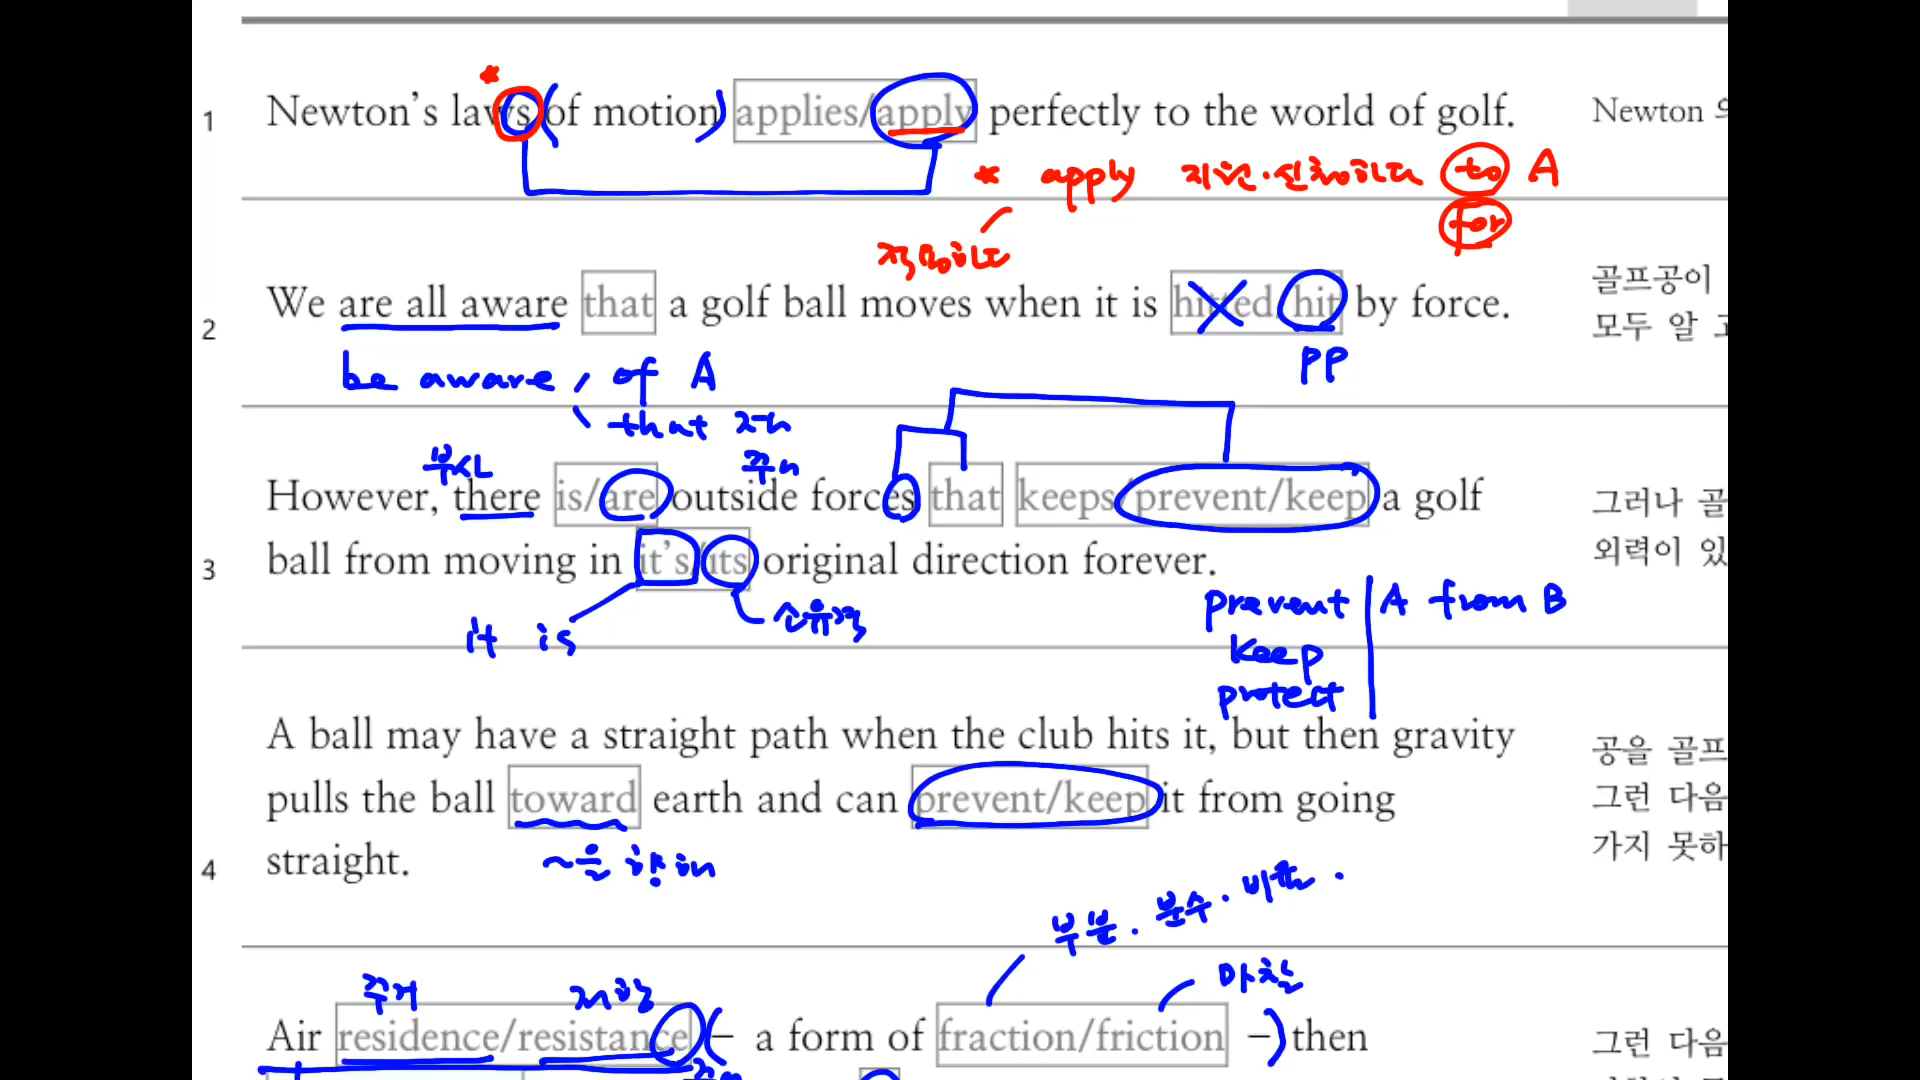 1 Newton's laws of motion applies/apply perfectly to the world of golf. Newton
* apply 지원·신청하다 to A
for
적용하다
We are all aware that a golf ball moves when it is hitted/hit by force. 골프공이
2 모두 알
be aware of A
that
pp
부사
However, there is/are outside forces that keeps/prevent/keep a golf 그러나 골
3 ball from moving in it's/its original direction forever. 외력이 있
it is
소유격
prevent A from B
keep
protect
A ball may have a straight path when the club hits it, but then gravity 공을 골프
pulls the ball toward earth and can prevent/keep it from going 그런 다음
4 straight. 가지 못하
~을 향해
부분·분수·비율·
주거 저항 마찰
Air residence/resistance – a form of fraction/friction – then 그런 다음